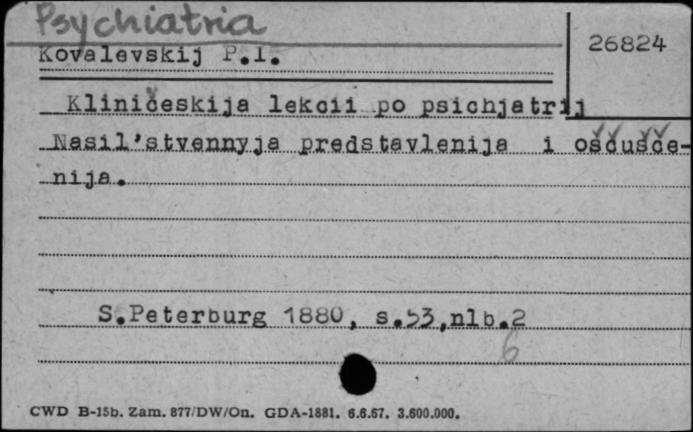 Psychiatria
26824
Kovalevskij P.I.
Kliničeskija lekcii po psichjatrij
Nasil'stvennyja predstavlenija i oščušče-
nija.
S.Peterburg 1880, s.53,nlb.2
6
CWD B-15b. Zam. 877/DW/On. GDA-1881. 6.6.67. 3.600.000.